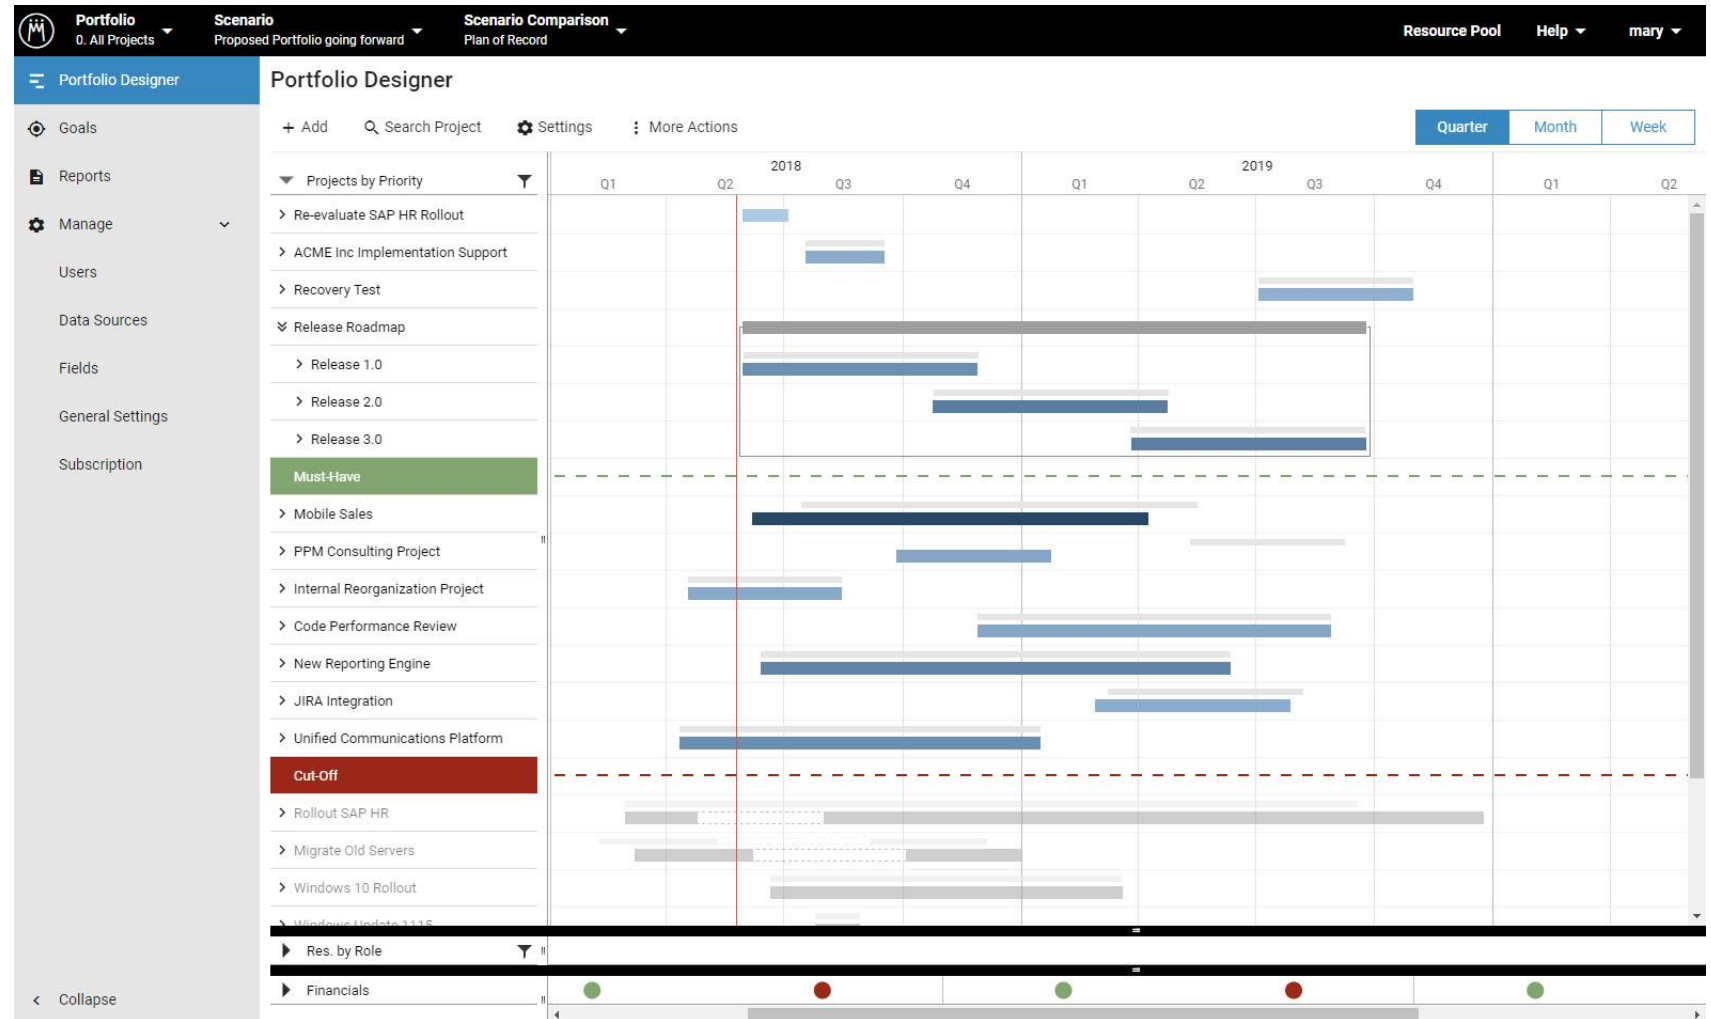 Portfolio
0. All Projects
Scenario
Proposed Portfolio going forward
Scenario Comparison
Plan of Record
Resource Pool
Help
mary
Portfolio Designer
Goals
Reports
Manage
Users
Data Sources
Fields
General Settings
Subscription
Collapse
Portfolio Designer
+ Add
Search Project
Settings
More Actions
Quarter
Month
Week
Projects by Priority
2018
2019
Q1 Q2 Q3 Q4 Q1 Q2 Q3 Q4 Q1 Q2
Re-evaluate SAP HR Rollout
ACME Inc Implementation Support
Recovery Test
Release Roadmap
Release 1.0
Release 2.0
Release 3.0
Must-Have
Mobile Sales
PPM Consulting Project
Internal Reorganization Project
Code Performance Review
New Reporting Engine
JIRA Integration
Unified Communications Platform
Cut-Off
Rollout SAP HR
Migrate Old Servers
Windows 10 Rollout
Windows Update 1115
Res. by Role
Financials